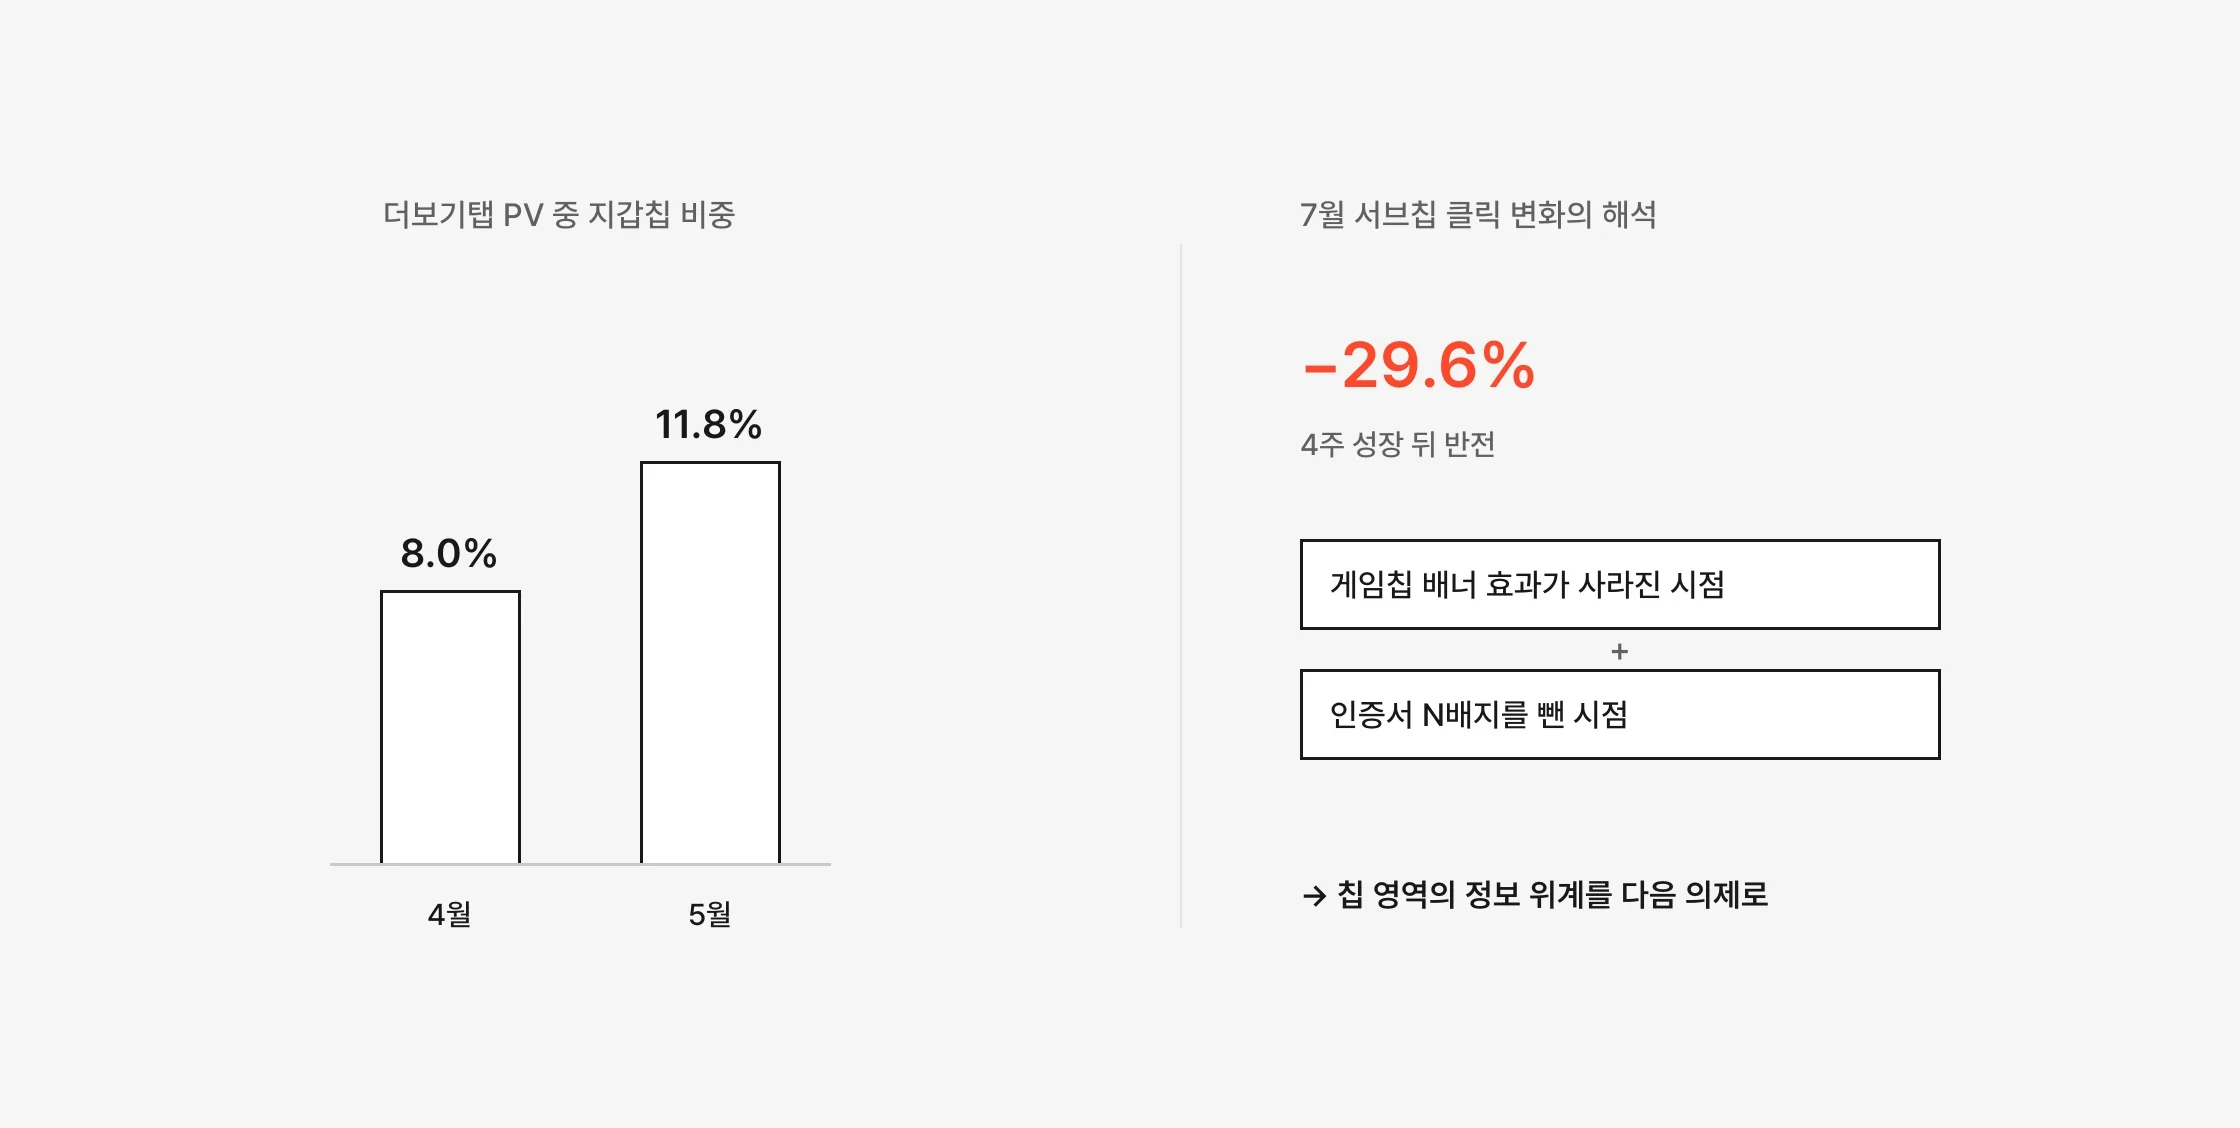 더보기탭 PV 중 지갑칩 비중
8.0%
11.8%
4월
5월
7월 서브칩 클릭 변화의 해석
–29.6%
4주 성장 뒤 반전
게임칩 배너 효과가 사라진 시점
+
인증서 N배지를 뺀 시점
→ 칩 영역의 정보 위계를 다음 의제로